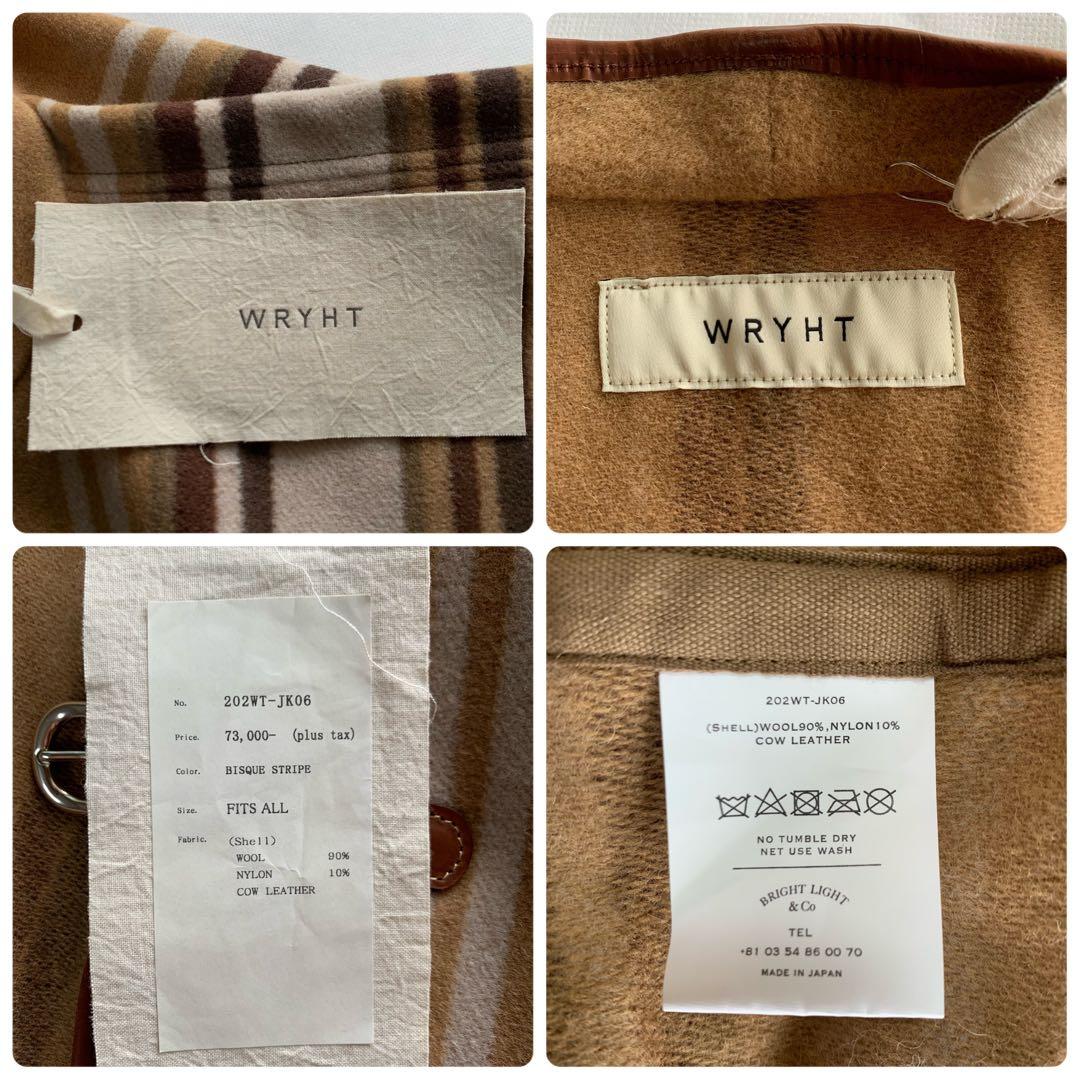 WRYHT
WRYHT
No. 202WT-JK06
Price. 73,000- (plus tax)
Color. BISQUE STRIPE
Size. FITS ALL
Fabric. (Shell)
WOOL 90%
NYLON 10%
COW LEATHER
202WT-JK06
(SHELL)WOOL90%,NYLON10%
COW LEATHER
NO TUMBLE DRY
NET USE WASH
BRIGHT LIGHT
& Co
TEL
+81 03 54 86 00 70
MADE IN JAPAN